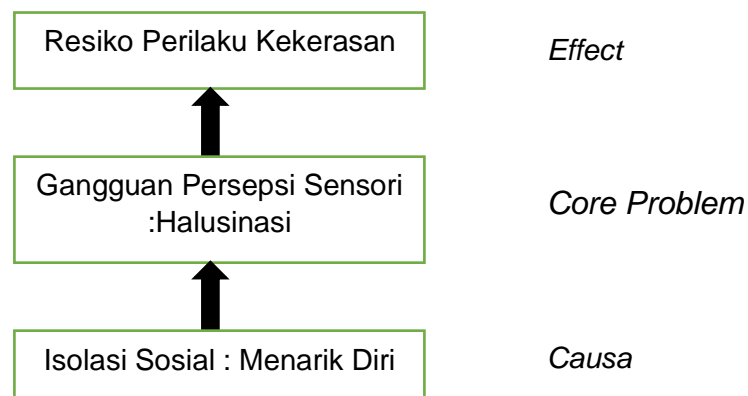 Resiko Perilaku Kekerasan
Effect
Gangguan Persepsi Sensori
:Halusinasi
Core Problem
Isolasi Sosial : Menarik Diri
Causa